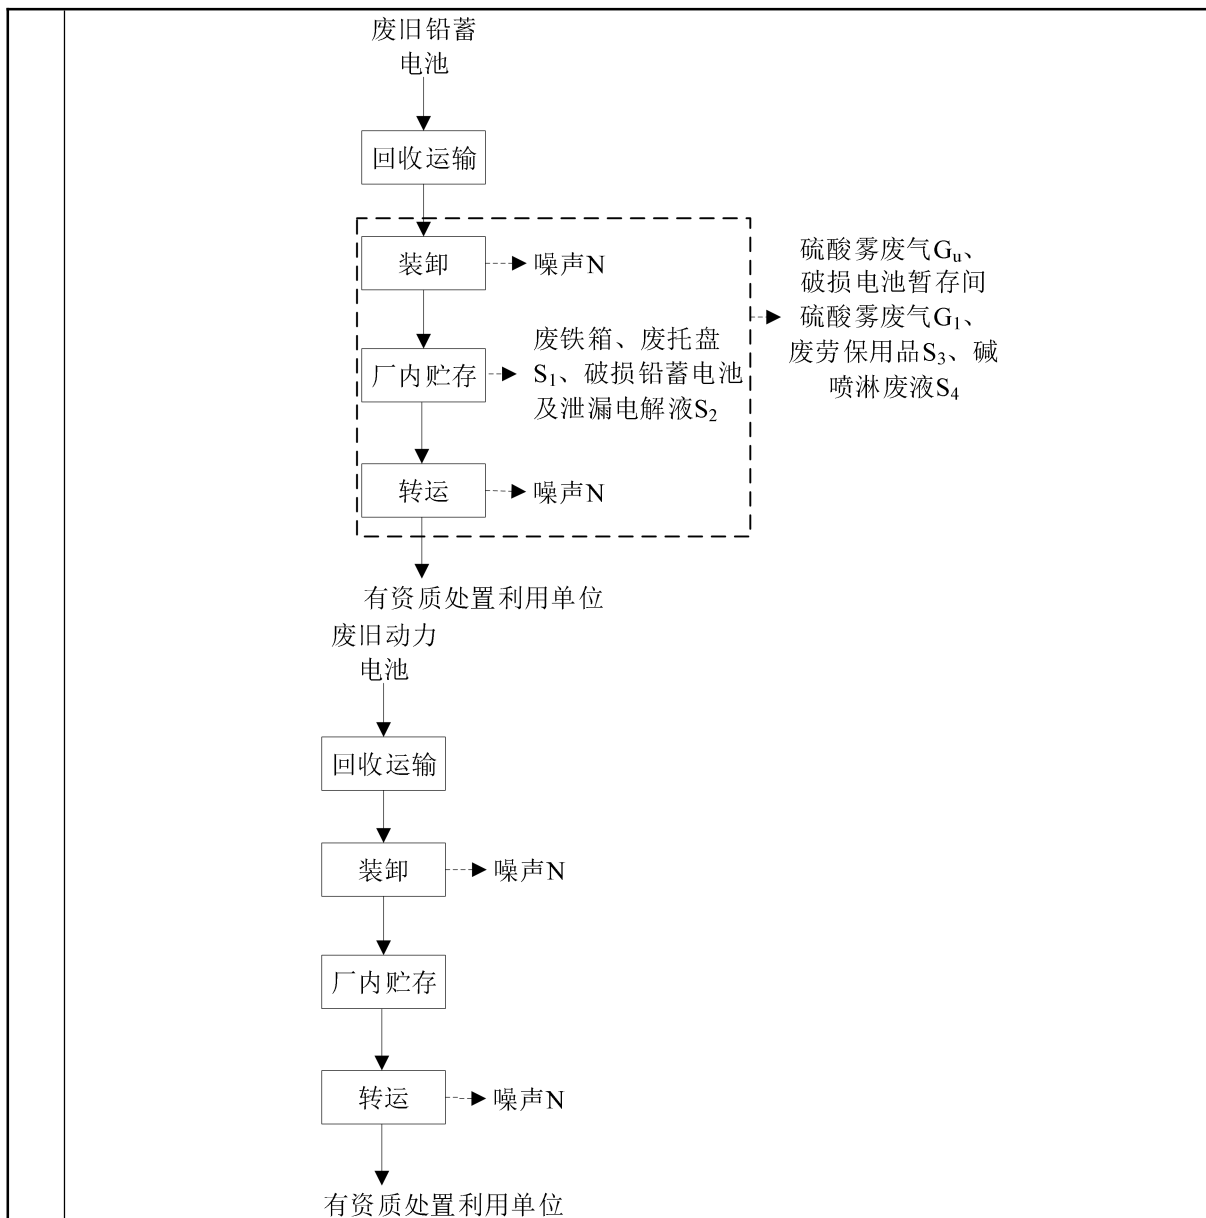 废旧铅蓄
电池
回收运输
装卸
噪声N
厂内贮存
废铁箱、废托盘
S1、破损铅蓄电池
及泄漏电解液S2
转运
噪声N
硫酸雾废气Gu、
破损电池暂存间
硫酸雾废气G1、
废劳保用品S3、碱
喷淋废液S4
有资质处置利用单位
废旧动力
电池
回收运输
装卸
噪声N
厂内贮存
转运
噪声N
有资质处置利用单位